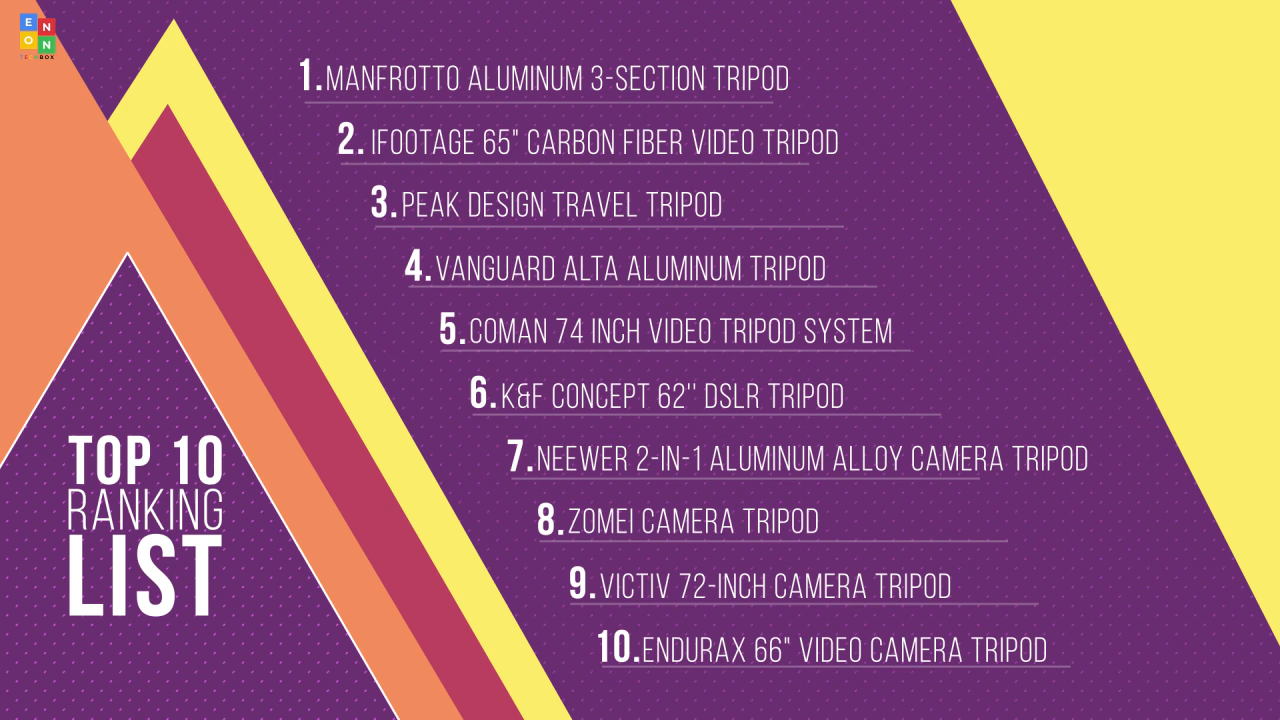 E N
O N
TECHBOX
1. MANFROTTO ALUMINUM 3-SECTION TRIPOD
2. IFOOTAGE 65" CARBON FIBER VIDEO TRIPOD
3. PEAK DESIGN TRAVEL TRIPOD
4. VANGUARD ALTA ALUMINUM TRIPOD
5. COMAN 74 INCH VIDEO TRIPOD SYSTEM
6. K&F CONCEPT 62'' DSLR TRIPOD
7. NEEWER 2-IN-1 ALUMINUM ALLOY CAMERA TRIPOD
8. ZOMEI CAMERA TRIPOD
9. VICTIV 72-INCH CAMERA TRIPOD
10. ENDURAX 66" VIDEO CAMERA TRIPOD
TOP 10
RANKING
LIST